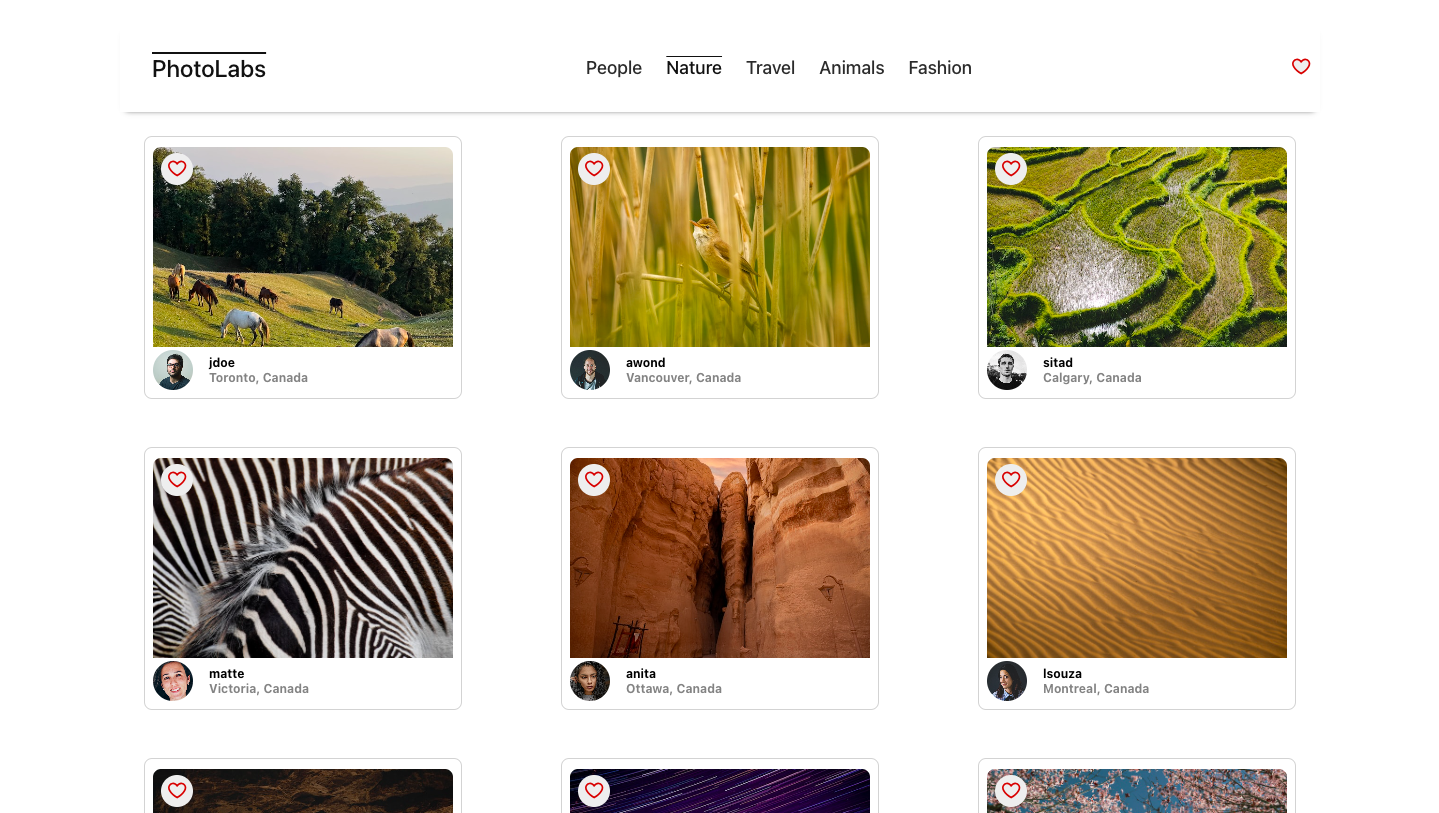 PhotoLabs
People Nature Travel Animals Fashion
jdoe
Toronto, Canada
awond
Vancouver, Canada
sitad
Calgary, Canada
matte
Victoria, Canada
anita
Ottawa, Canada
lsouza
Montreal, Canada